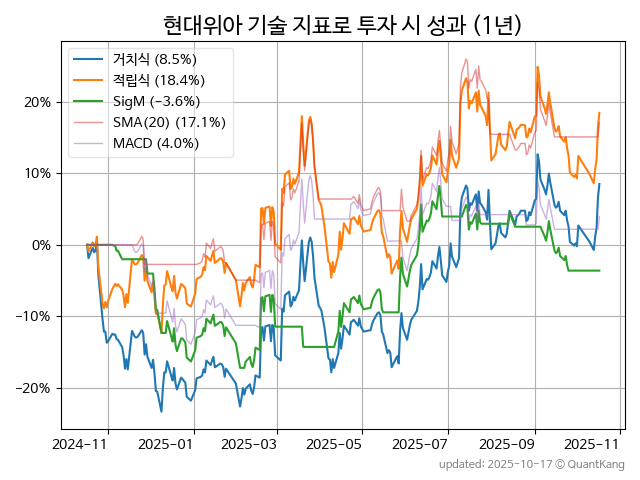 현대위아 기술 지표로 투자 시 성과 (1년)
거치식 (8.5%)
적립식 (18.4%)
SigM (−3.6%)
SMA(20) (17.1%)
MACD (4.0%)
20%
10%
0%
−10%
−20%
2024-11
2025-01
2025-03
2025-05
2025-07
2025-09
2025-11
updated: 2025-10-17 © QuantKang